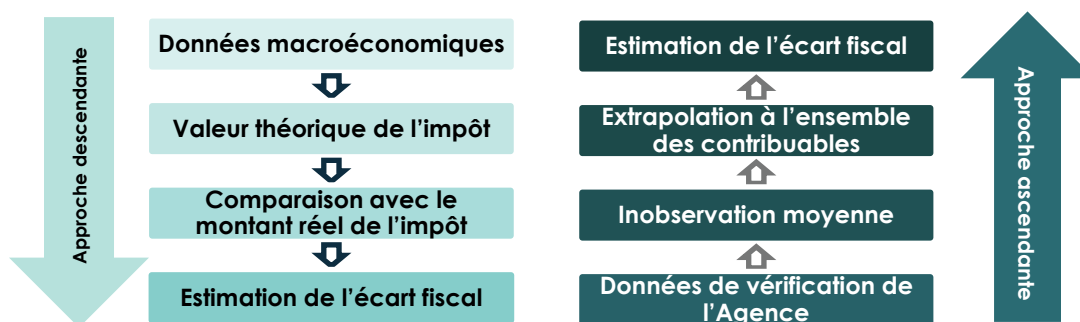 Approche descendante
Données macroéconomiques
Valeur théorique de l’impôt
Comparaison avec le
montant réel de l’impôt
Estimation de l’écart fiscal
Estimation de l’écart fiscal
Extrapolation à l’ensemble
des contribuables
Inobservation moyenne
Données de vérification de
l’Agence
Approche ascendante